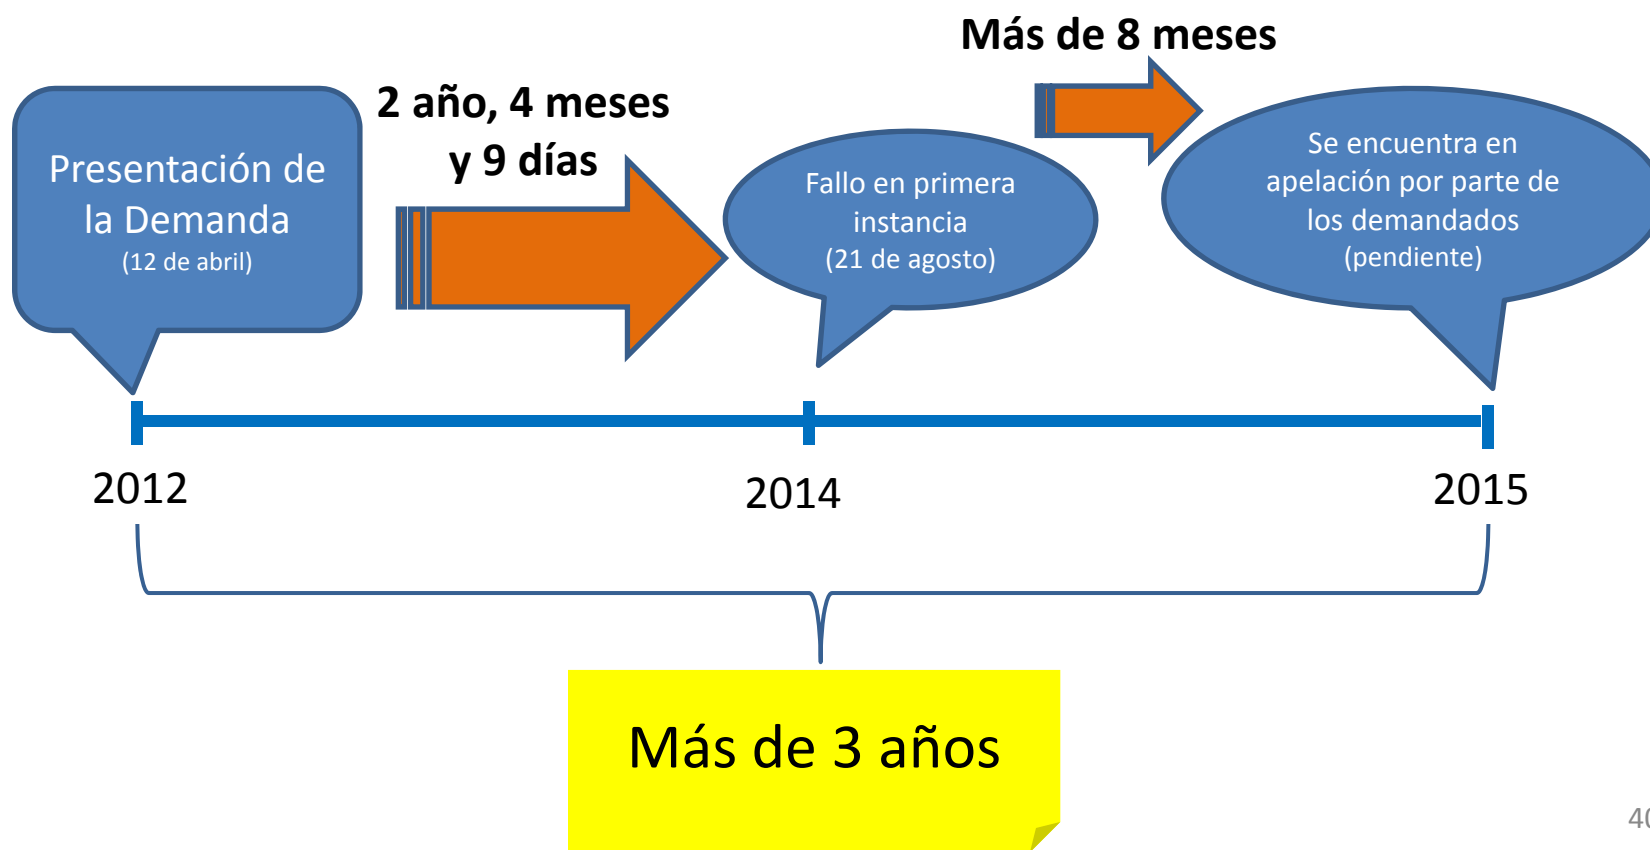 Más de 8 meses
2 año, 4 meses
y 9 días
Presentación de
la Demanda
(12 de abril)
Fallo en primera
instancia
(21 de agosto)
Se encuentra en
apelación por parte de
los demandados
(pendiente)
2012
2014
2015
Más de 3 años
40